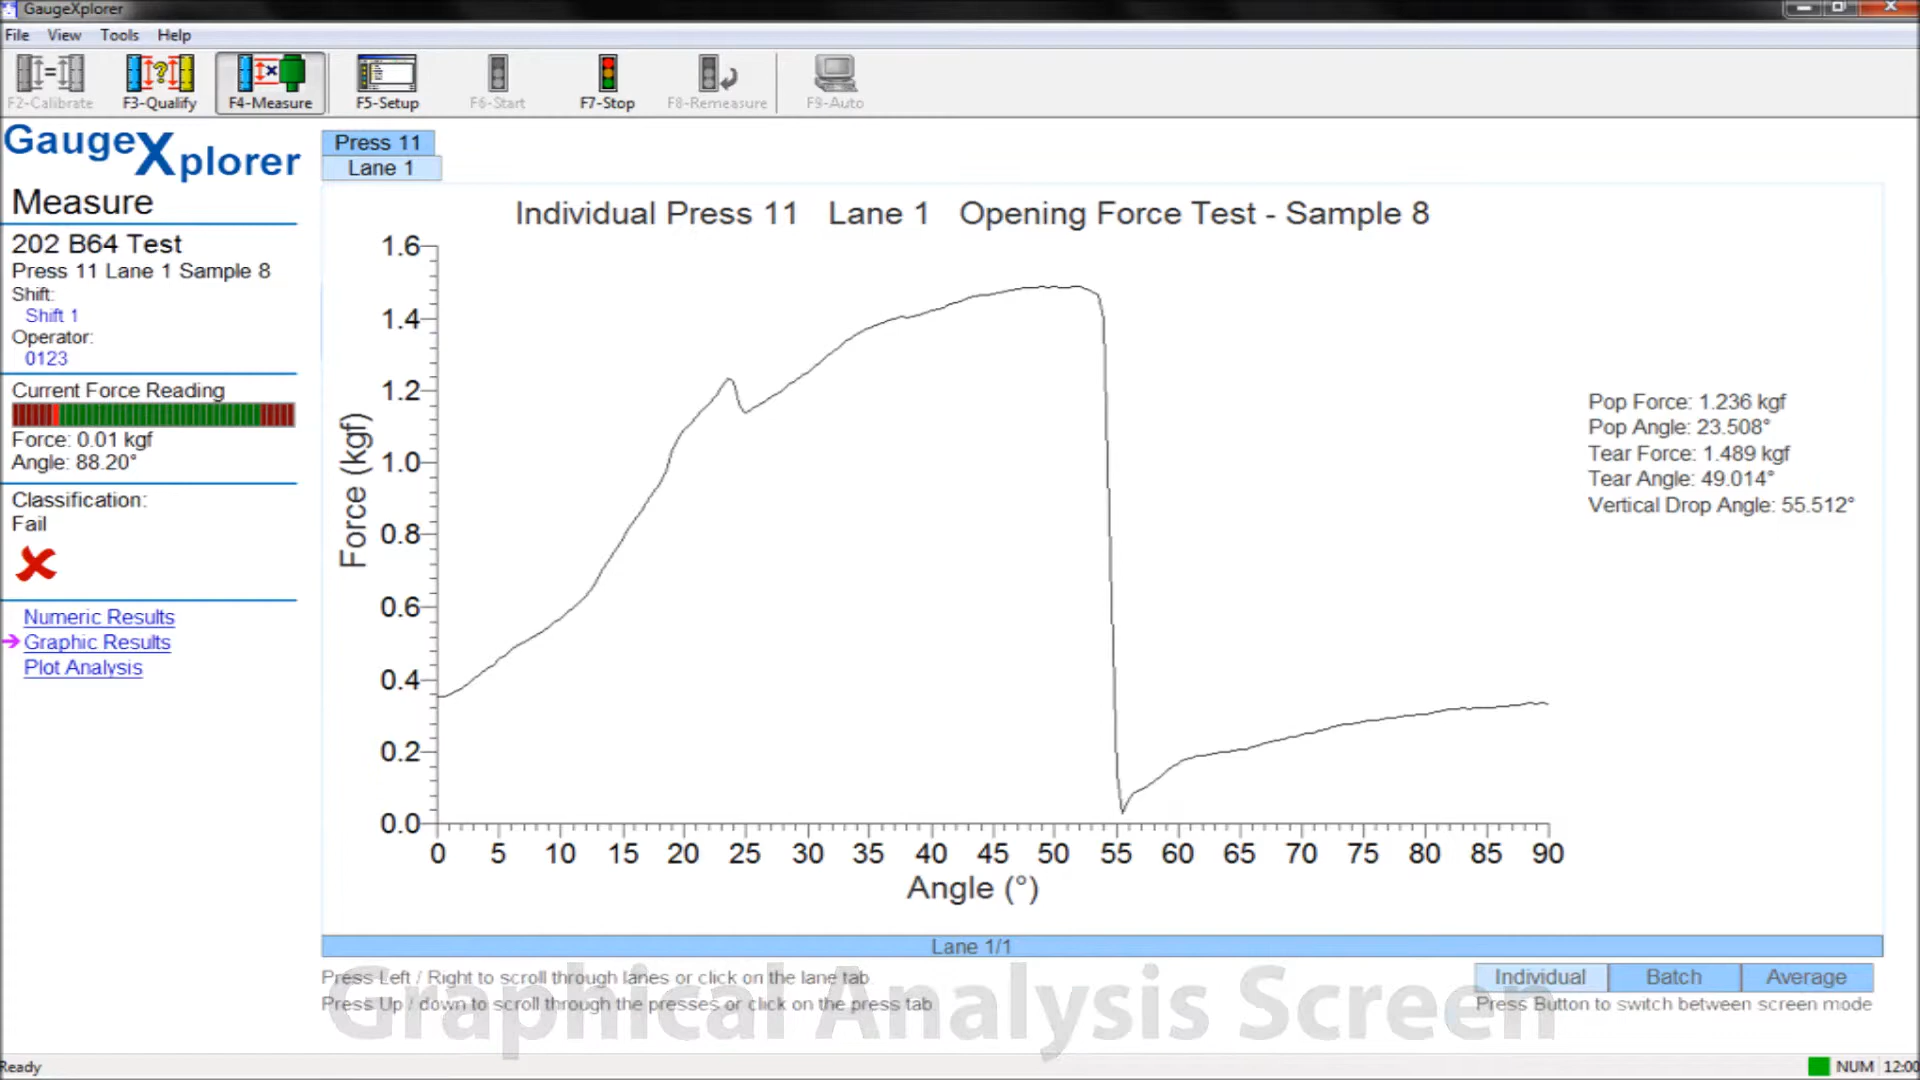 GaugeXplorer
File View Tools Help
F2-Calibrate F3-Qualify F4-Measure F5-Setup F6-Start F7-Stop F8-Remeasure F9-Auto
GaugeXplorer
Measure
202 B64 Test
Press 11 Lane 1 Sample 8
Shift:
Shift 1
Operator:
0123
Current Force Reading
Force: 0.01 kgf
Angle: 88.20°
Classification:
Fail
Numeric Results
Graphic Results
Plot Analysis
Press 11
Lane 1
Individual Press 11 Lane 1 Opening Force Test - Sample 8
1.6
1.4
1.2
1.0
0.8
0.6
0.4
0.2
0.0
Force (kgf)
0 5 10 15 20 25 30 35 40 45 50 55 60 65 70 75 80 85 90
Angle (°)
Pop Force: 1.236 kgf
Pop Angle: 23.508°
Tear Force: 1.489 kgf
Tear Angle: 49.014°
Vertical Drop Angle: 55.512°
Lane 1/1
Press Left / Right to scroll through lanes or click on the lane tab
Press Up / down to scroll through the presses or click on the press tab
Individual Batch Average
Press Button to switch between screen mode
Graphical Analysis Screen
Ready
NUM 12:00